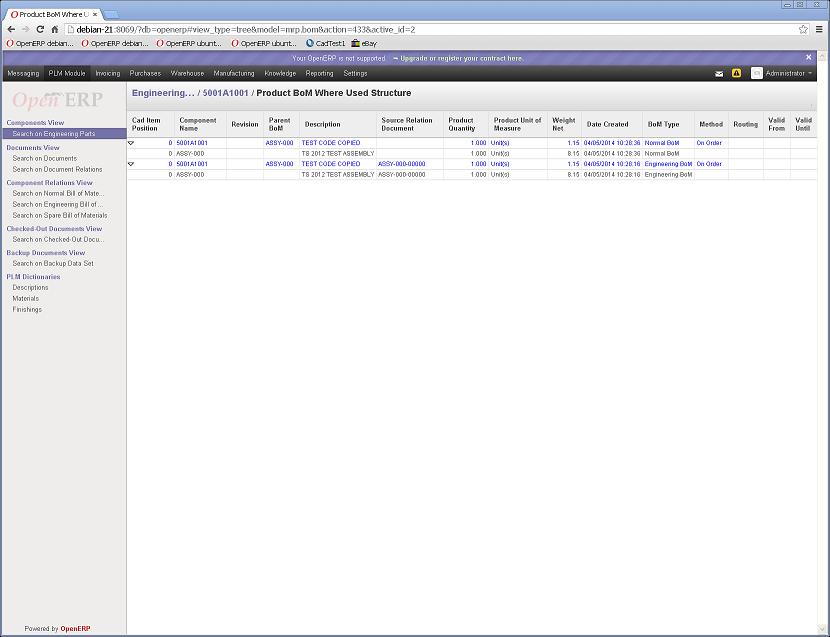 Product BoM Where U
debian-21:8069/?db=openerp#view_type=tree&model=mrp.bom&action=433&active_id=2
OpenERP debian... OpenERP debian... OpenERP ubunt... OpenERP ubunt... CadTest1 eBay
Your OpenERP is not supported. Upgrade or register your contract here.
Messaging PLM Module Invoicing Purchases Warehouse Manufacturing Knowledge Reporting Settings Administrator
Open ERP
Components View
Search on Engineering Parts
Documents View
Search on Documents
Search on Document Relations
Component Relations View
Search on Normal Bill of Mate...
Search on Engineering Bill of ...
Search on Spare Bill of Materials
Checked-Out Documents View
Search on Checked-Out Docu...
Backup Documents View
Search on Backup Data Set
PLM Dictionaries
Descriptions
Materials
Finishings
Powered by OpenERP
Engineering... / 5001A1001 / Product BoM Where Used Structure
Cad Item Position Component Name Revision Parent BoM Description Source Relation Document Product Quantity Product Unit of Measure Weight Net Date Created BoM Type Method Routing Valid From Valid Until
0 5001A1001 ASSY-000 TEST CODE COPIED 1.000 Unit(s) 1.15 04/05/2014 10:28:36 Normal BoM On Order
0 ASSY-000 TS 2012 TEST ASSEMBLY 1.000 Unit(s) 8.15 04/05/2014 10:28:36 Normal BoM
0 5001A1001 ASSY-000 TEST CODE COPIED ASSY-000-00000 1.000 Unit(s) 1.15 04/05/2014 10:28:16 Engineering BoM On Order
0 ASSY-000 TS 2012 TEST ASSEMBLY ASSY-000-00000 1.000 Unit(s) 8.15 04/05/2014 10:28:16 Engineering BoM